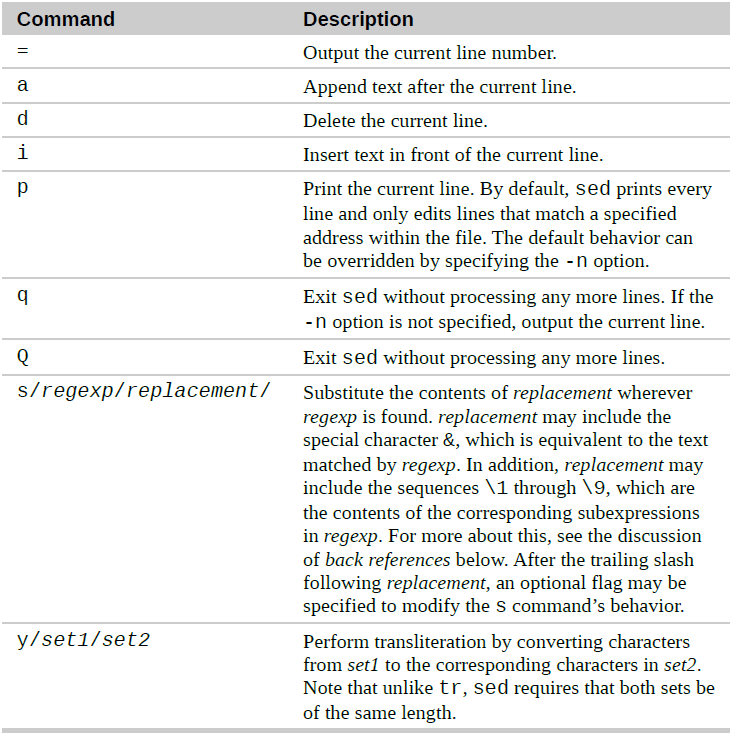 Command Description
= Output the current line number.
a Append text after the current line.
d Delete the current line.
i Insert text in front of the current line.
p Print the current line. By default, sed prints every
line and only edits lines that match a specified
address within the file. The default behavior can
be overridden by specifying the -n option.
q Exit sed without processing any more lines. If the
-n option is not specified, output the current line.
Q Exit sed without processing any more lines.
s/regexp/replacement/ Substitute the contents of replacement wherever
regexp is found. replacement may include the
special character &, which is equivalent to the text
matched by regexp. In addition, replacement may
include the sequences \1 through \9, which are
the contents of the corresponding subexpressions
in regexp. For more about this, see the discussion
of back references below. After the trailing slash
following replacement, an optional flag may be
specified to modify the s command’s behavior.
y/set1/set2 Perform transliteration by converting characters
from set1 to the corresponding characters in set2.
Note that unlike tr, sed requires that both sets be
of the same length.